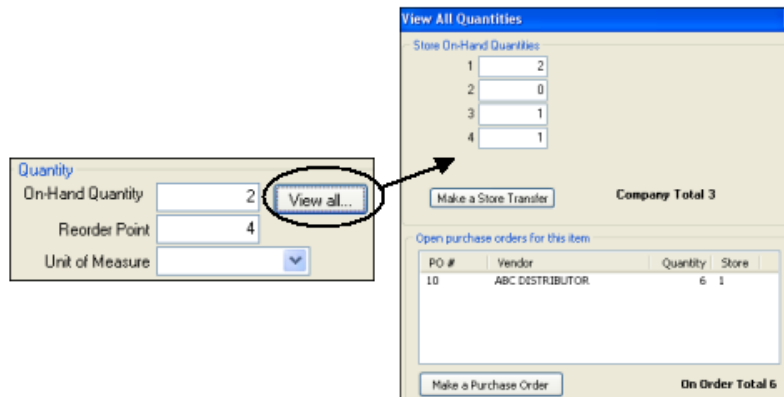 Quantity
On-Hand Quantity 2 View all...
Reorder Point 4
Unit of Measure
View All Quantities
Store On-Hand Quantities
1 2
2 0
3 1
4 1
Make a Store Transfer Company Total 3
Open purchase orders for this item
PO # Vendor Quantity Store
10 ABC DISTRIBUTOR 6 1
Make a Purchase Order On Order Total 6